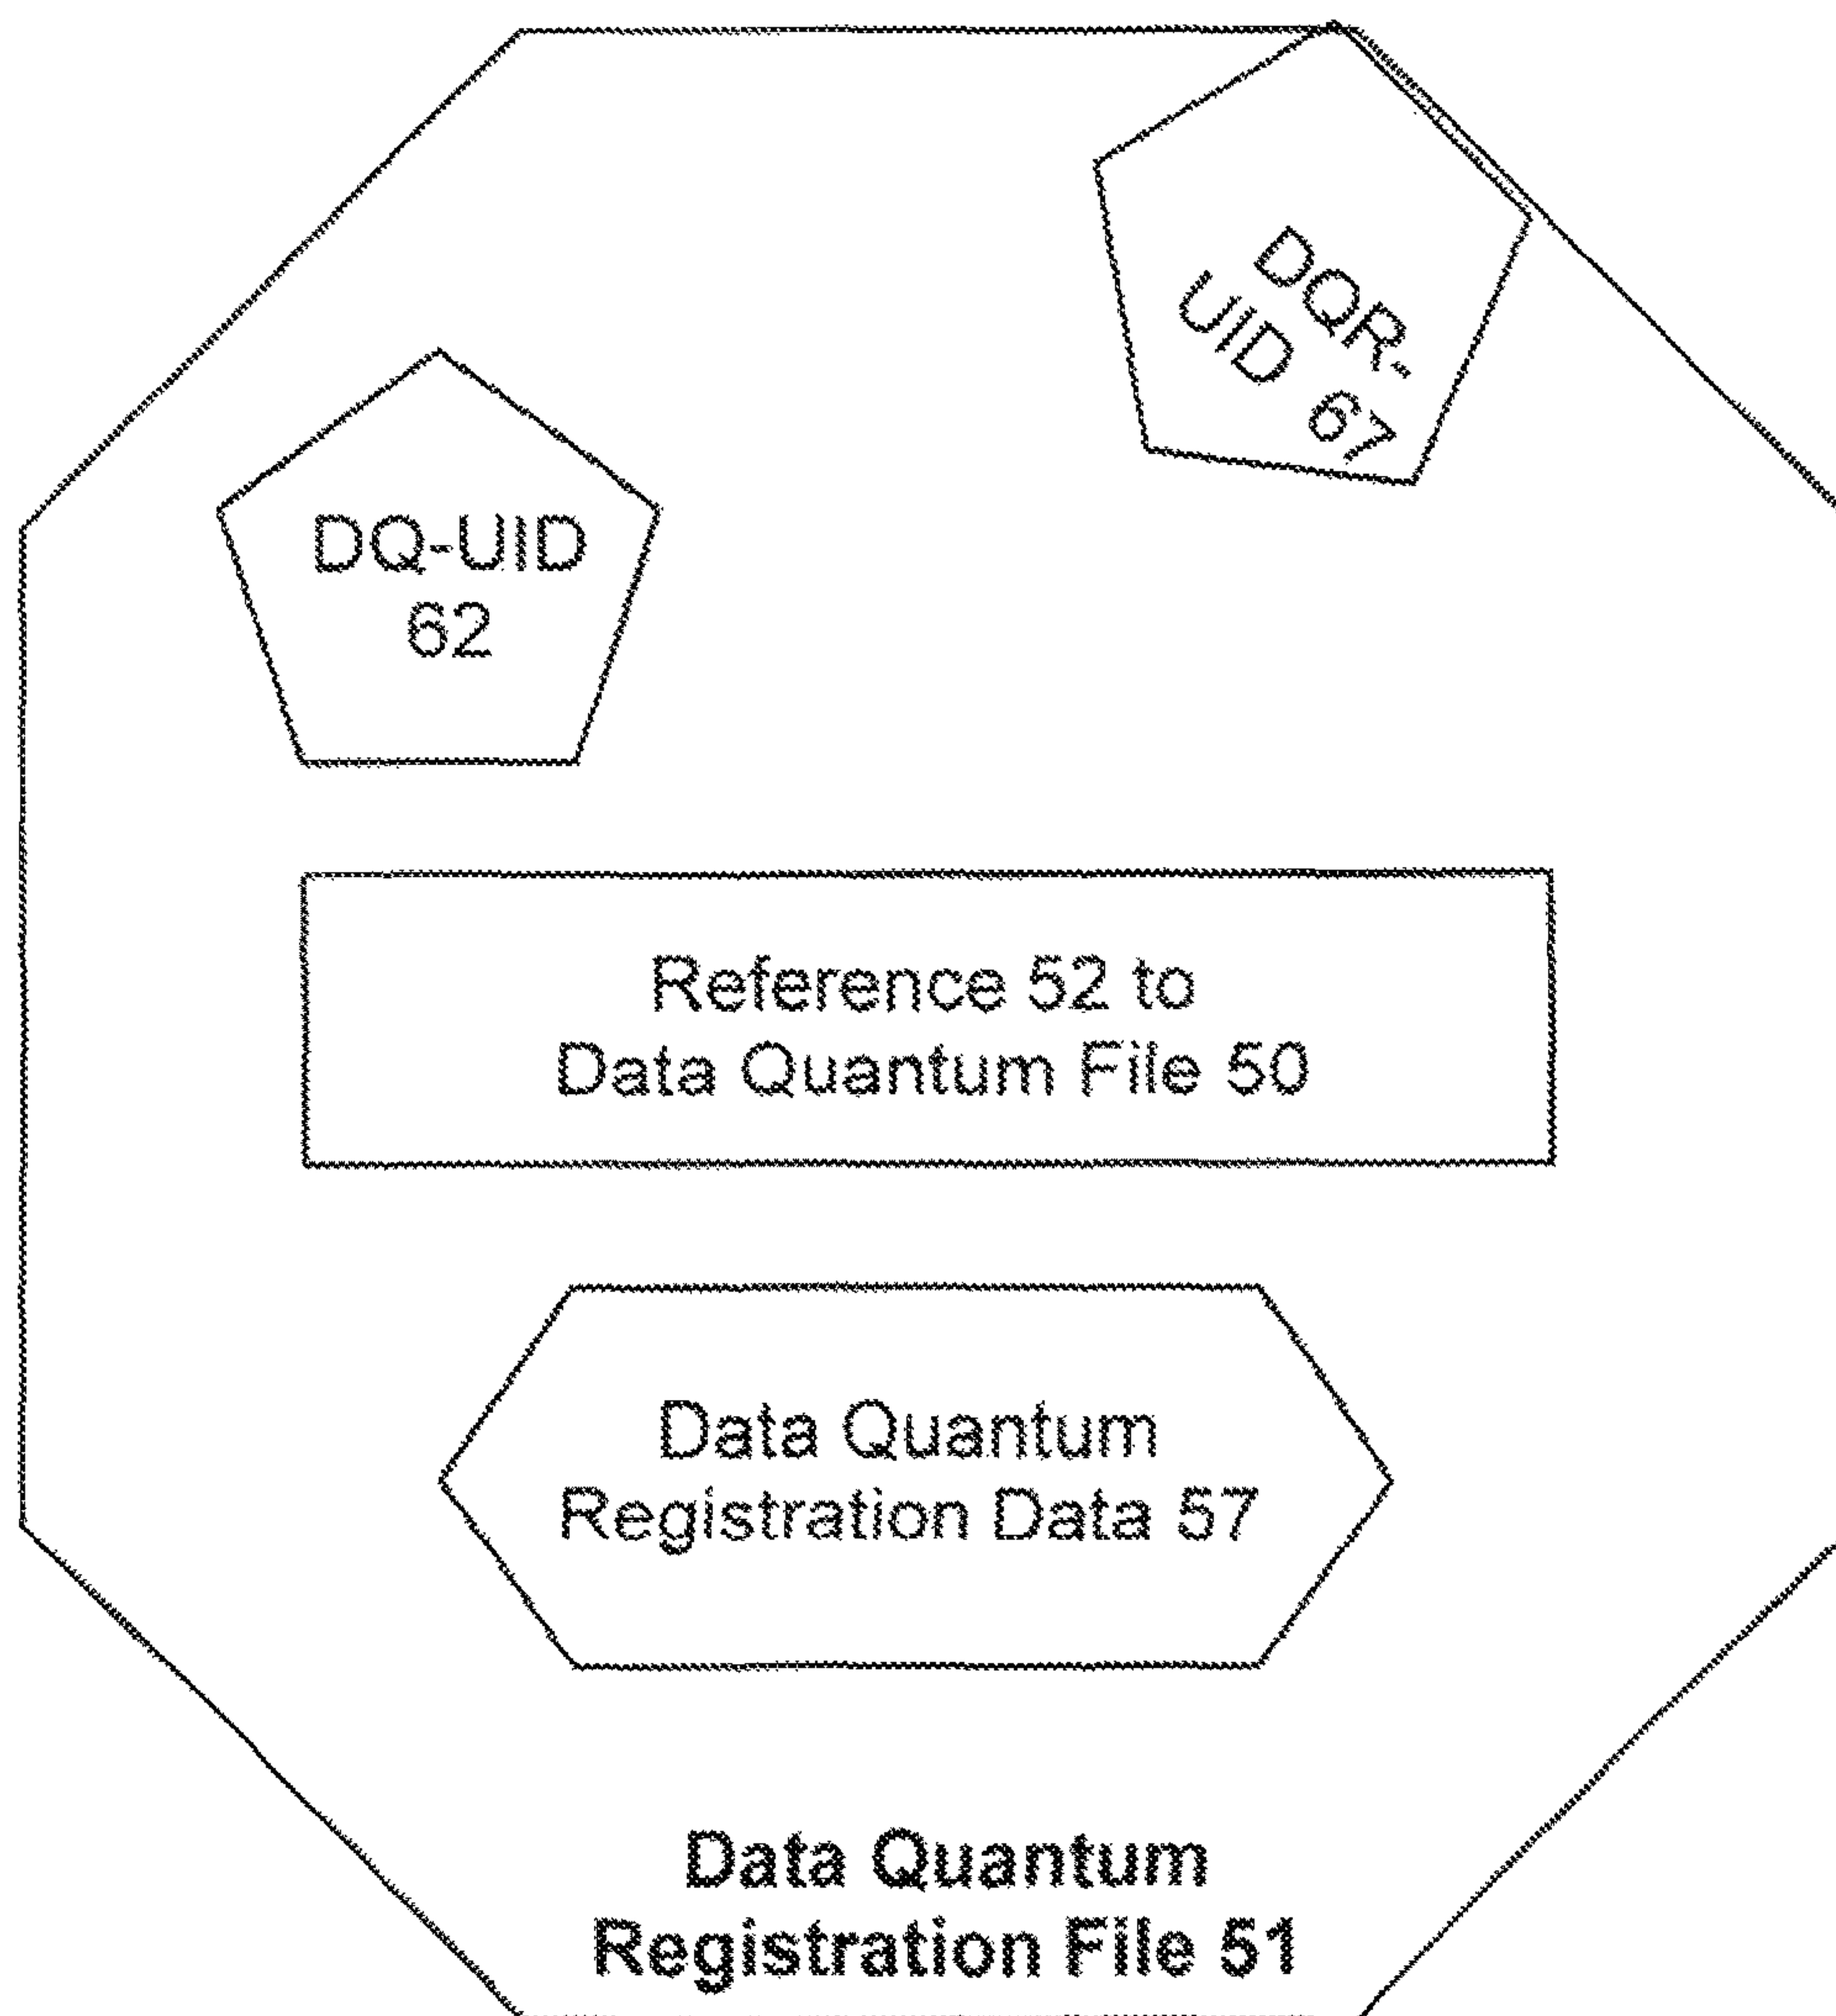 DQR-
UID 67
DQ-UID
62
Reference 52 to
Data Quantum File 50
Data Quantum
Registration Data 57
Data Quantum
Registration File 51